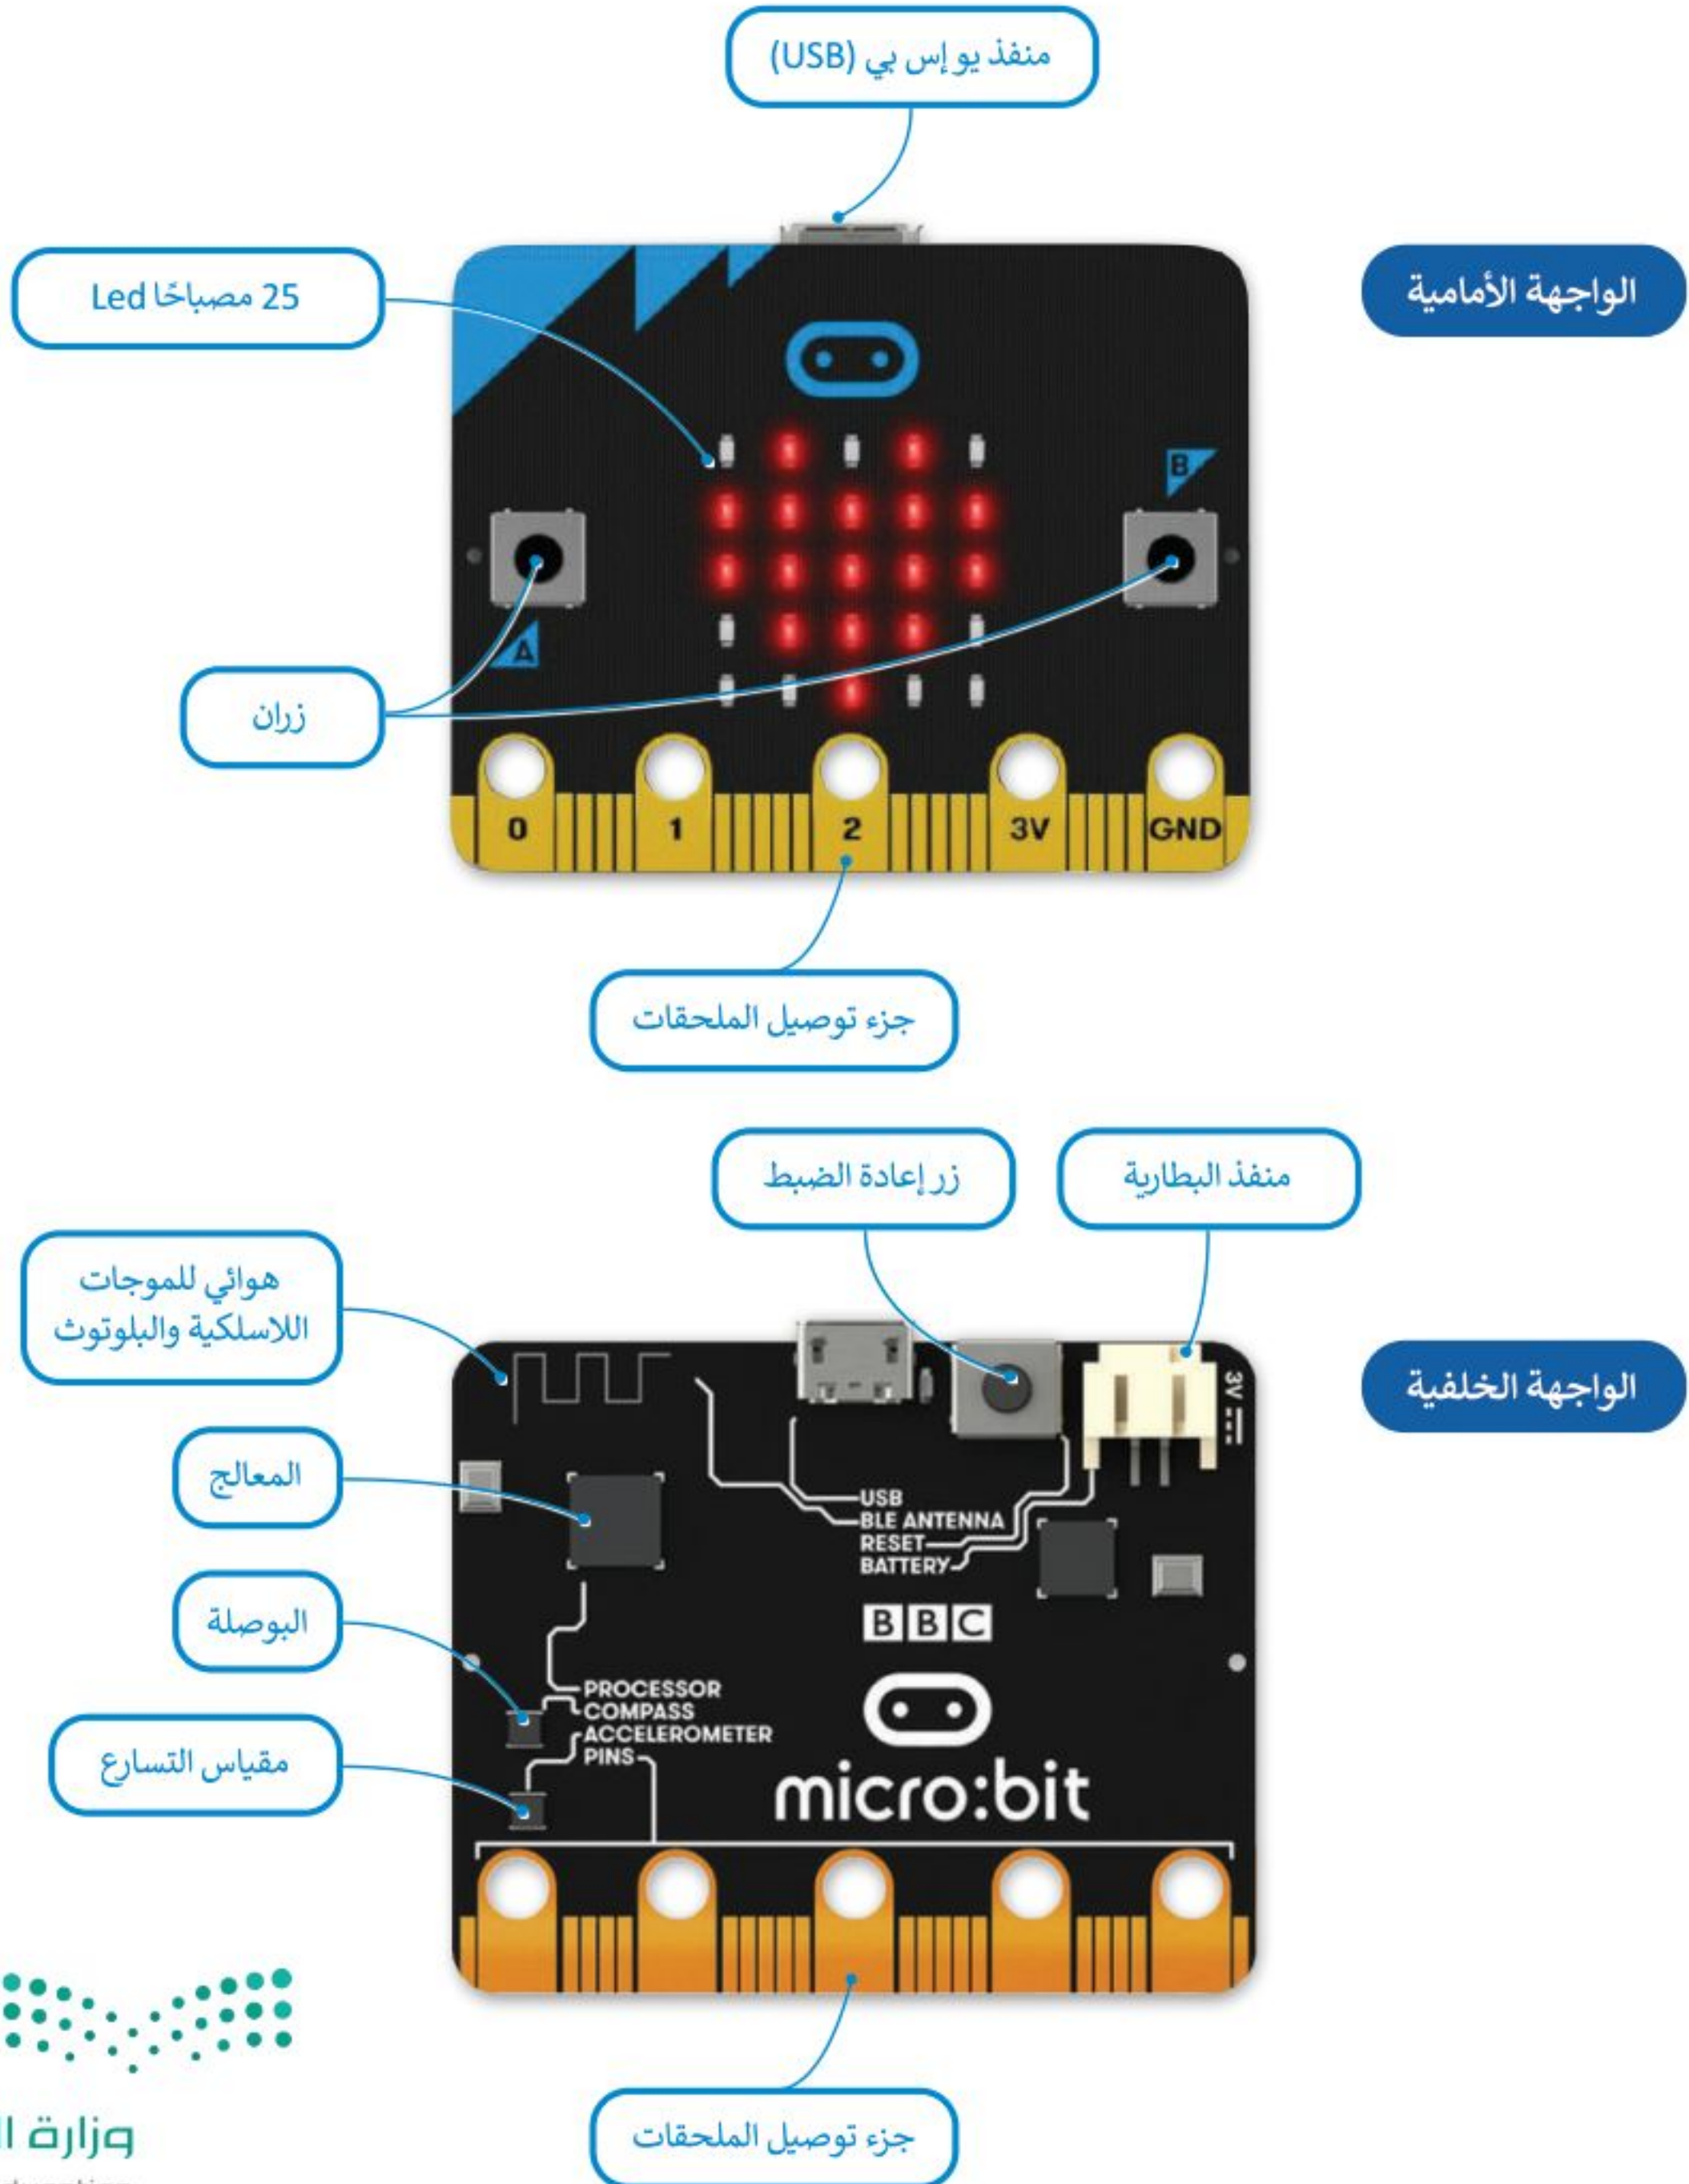 منفذ يو إس بي (USB)
الواجهة الأمامية
25 مصباحًا Led
B
A
زران
0
1
2
3V
GND
جزء توصيل الملحقات
منفذ البطارية
زر إعادة الضبط
هوائي للموجات
اللاسلكية والبلوتوث
الواجهة الخلفية
3V
المعالج
USB
BLE ANTENNA
RESET
BATTERY
BBC
البوصلة
PROCESSOR
COMPASS
ACCELEROMETER
PINS
مقياس التسارع
micro:bit
جزء توصيل الملحقات
وزارة